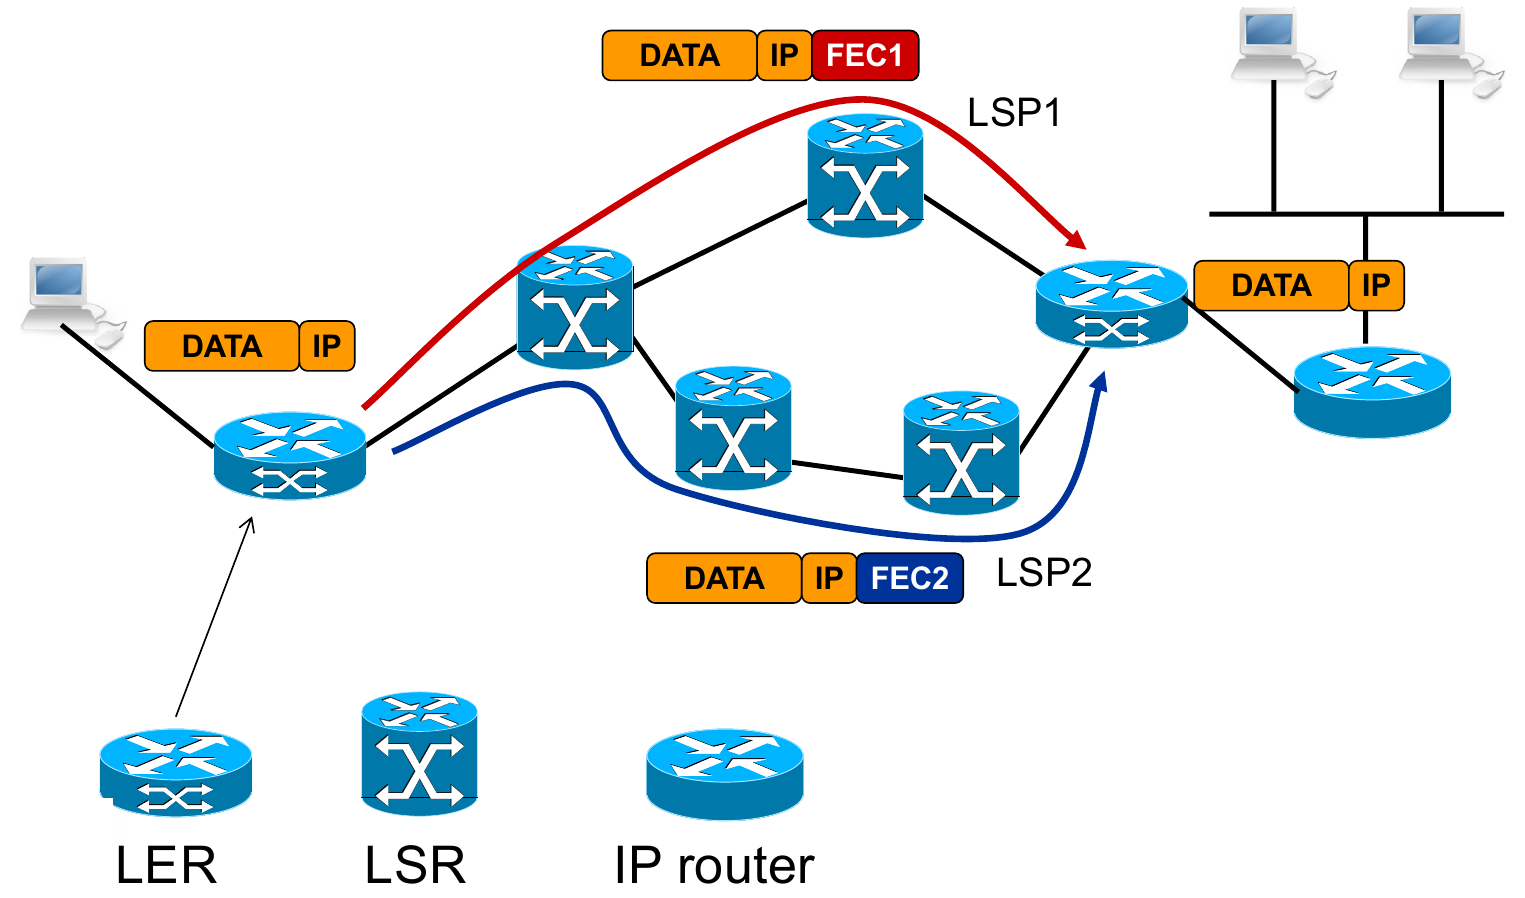 DATA IP FEC1
LSP1
DATA IP
DATA IP
DATA IP FEC2
LSP2
LER
LSR
IP router